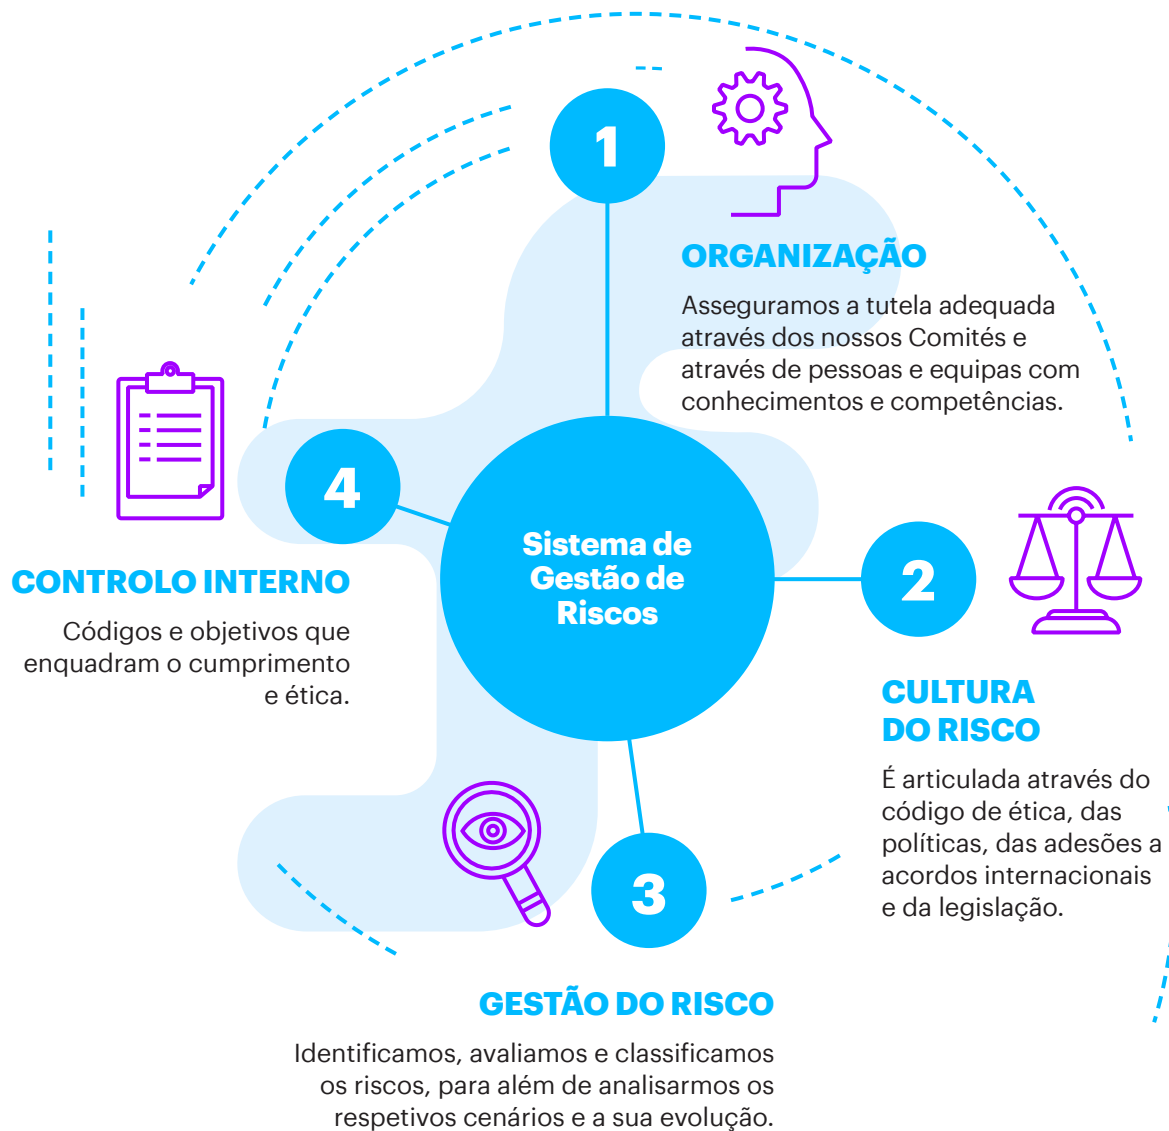 Sistema de
Gestão de
Riscos
1
ORGANIZAÇÃO
Asseguramos a tutela adequada
através dos nossos Comités e
através de pessoas e equipas com
conhecimentos e competências.
2
CULTURA
DO RISCO
É articulada através do
código de ética, das
políticas, das adesões a
acordos internacionais
e da legislação.
3
GESTÃO DO RISCO
Identificamos, avaliamos e classificamos
os riscos, para além de analisarmos os
respetivos cenários e a sua evolução.
4
CONTROLO INTERNO
Códigos e objetivos que
enquadram o cumprimento
e ética.